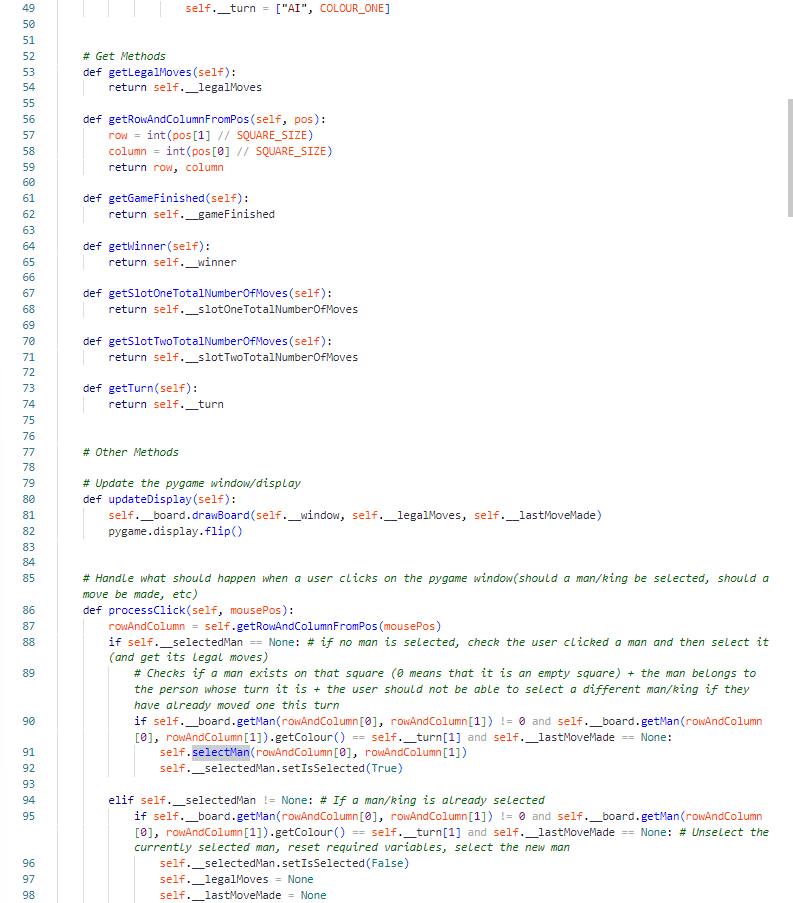 49 self.__turn = ["AI", COLOUR_ONE]
50
51
52 # Get Methods
53 def getLegalMoves(self):
54 return self.__legalMoves
55
56 def getRowAndColumnFromPos(self, pos):
57 row = int(pos[1] // SQUARE_SIZE)
58 column = int(pos[0] // SQUARE_SIZE)
59 return row, column
60
61 def getGameFinished(self):
62 return self.__gameFinished
63
64 def getWinner(self):
65 return self.__winner
66
67 def getSlotOneTotalNumberOfMoves(self):
68 return self.__slotOneTotalNumberOfMoves
69
70 def getSlotTwoTotalNumberOfMoves(self):
71 return self.__slotTwoTotalNumberOfMoves
72
73 def getTurn(self):
74 return self.__turn
75
76
77 # Other Methods
78
79 # Update the pygame window/display
80 def updateDisplay(self):
81 self.__board.drawBoard(self.__window, self.__legalMoves, self.__lastMoveMade)
82 pygame.display.flip()
83
84
85 # Handle what should happen when a user clicks on the pygame window(should a man/king be selected, should a
move be made, etc)
86 def processClick(self, mousePos):
87 rowAndColumn = self.getRowAndColumnFromPos(mousePos)
88 if self.__selectedMan == None: # if no man is selected, check the user clicked a man and then select it
(and get its legal moves)
89 # Checks if a man exists on that square (0 means that it is an empty square) + the man belongs to
the person whose turn it is + the user should not be able to select a different man/king if they
have already moved one this turn
90 if self.__board.getMan(rowAndColumn[0], rowAndColumn[1]) != 0 and self.__board.getMan(rowAndColumn
[0], rowAndColumn[1]).getColour() == self.__turn[1] and self.__lastMoveMade == None:
91 self.selectMan(rowAndColumn[0], rowAndColumn[1])
92 self.__selectedMan.setIsSelected(True)
93
94 elif self.__selectedMan != None: # If a man/king is already selected
95 if self.__board.getMan(rowAndColumn[0], rowAndColumn[1]) != 0 and self.__board.getMan(rowAndColumn
[0], rowAndColumn[1]).getColour() == self.__turn[1] and self.__lastMoveMade == None: # Unselect the
currently selected man, reset required variables, select the new man
96 self.__selectedMan.setIsSelected(False)
97 self.__legalMoves = None
98 self.__lastMoveMade = None